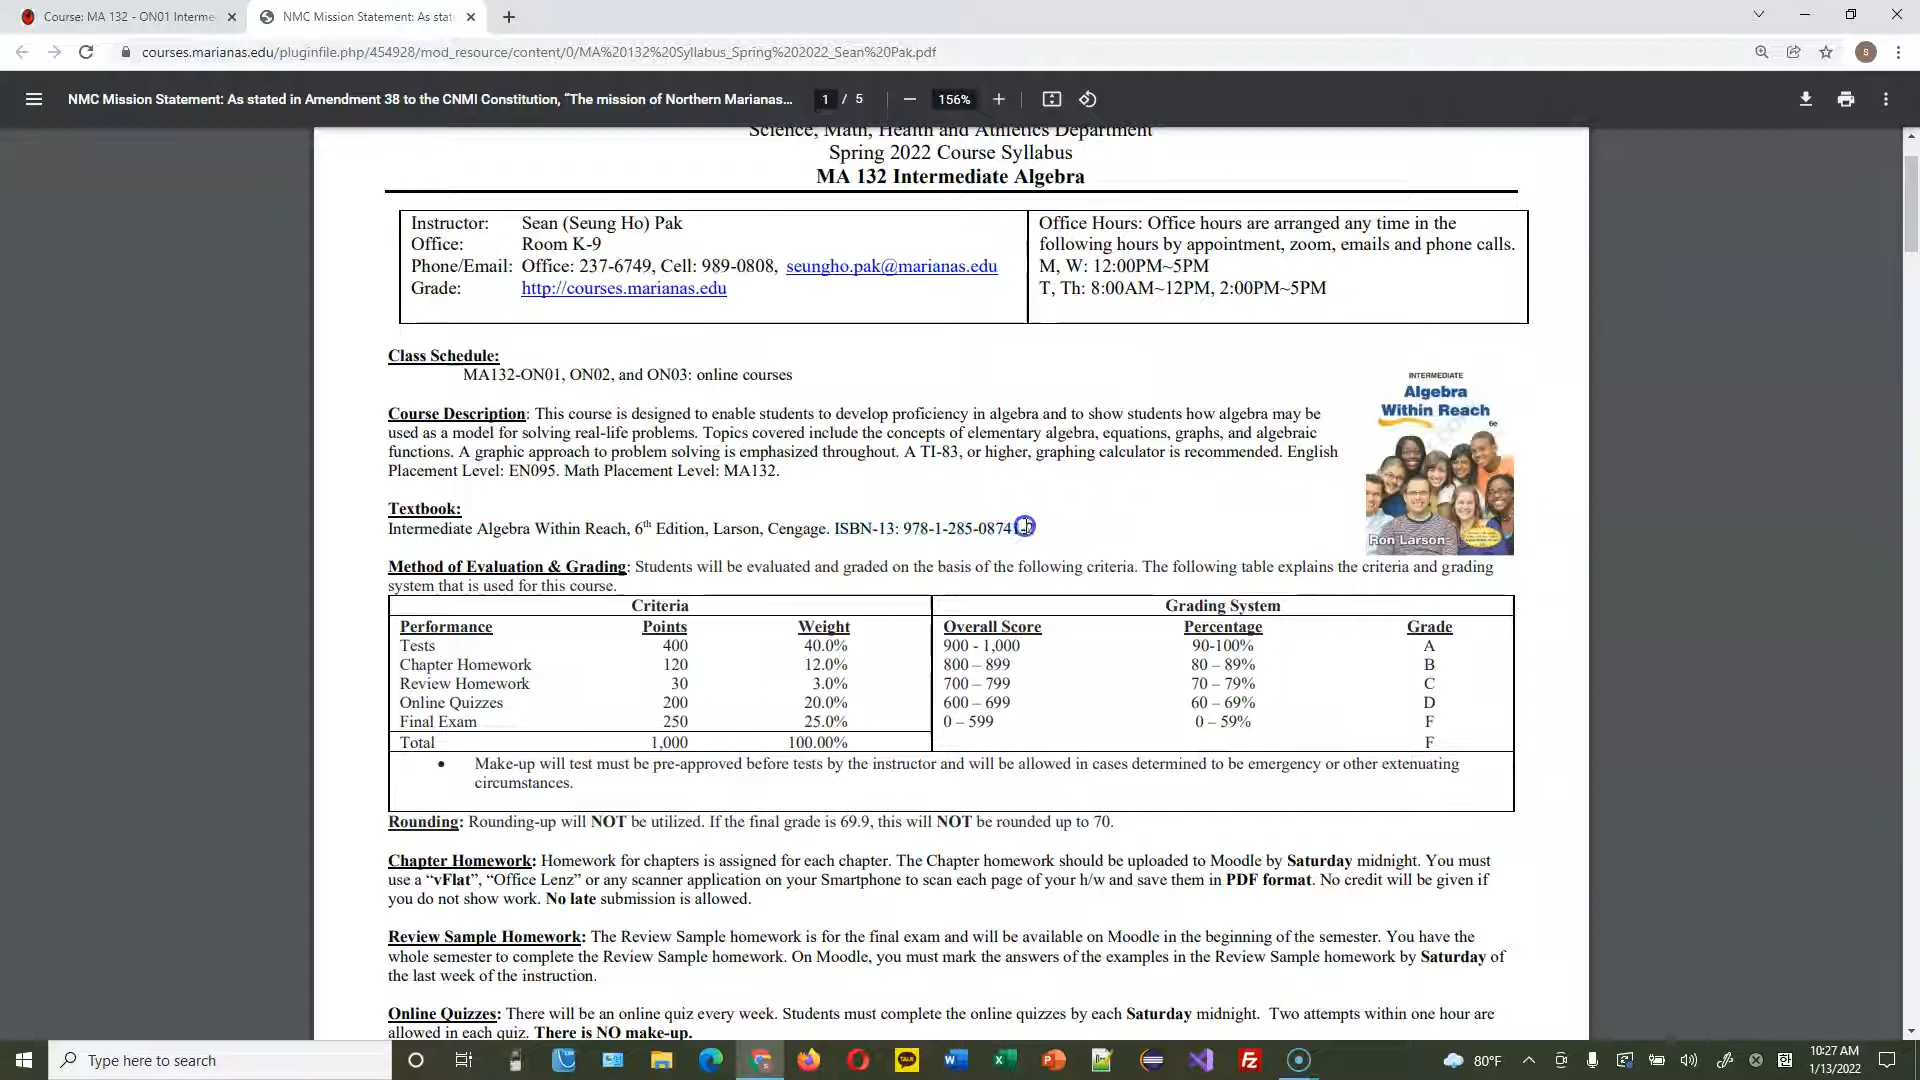 Course: MA 132 - ON01 Interme
NMC Mission Statement: As stat
courses.marianas.edu/pluginfile.php/454928/mod_resource/content/0/MA%20132%20Syllabus_Spring%202022_Sean%20Pak.pdf
S
NMC Mission Statement: As stated in Amendment 38 to the CNMI Constitution, “The mission of Northern Marianas...
1 / 5
156%
Science, Math, Health and Athletics Department
Spring 2022 Course Syllabus
MA 132 Intermediate Algebra
Instructor: Sean (Seung Ho) Pak
Office: Room K-9
Phone/Email: Office: 237-6749, Cell: 989-0808, seungho.pak@marianas.edu
Grade: http://courses.marianas.edu
Office Hours: Office hours are arranged any time in the
following hours by appointment, zoom, emails and phone calls.
M, W: 12:00PM~5PM
T, Th: 8:00AM~12PM, 2:00PM~5PM
Class Schedule:
MA132-ON01, ON02, and ON03: online courses
INTERMEDIATE
Algebra
Within Reach
6e
Ron Larson
Course Description: This course is designed to enable students to develop proficiency in algebra and to show students how algebra may be
used as a model for solving real-life problems. Topics covered include the concepts of elementary algebra, equations, graphs, and algebraic
functions. A graphic approach to problem solving is emphasized throughout. A TI-83, or higher, graphing calculator is recommended. English
Placement Level: EN095. Math Placement Level: MA132.
Textbook:
Intermediate Algebra Within Reach, 6th Edition, Larson, Cengage. ISBN-13: 978-1-285-08741
Method of Evaluation & Grading: Students will be evaluated and graded on the basis of the following criteria. The following table explains the criteria and grading
system that is used for this course.
Criteria Grading System
Performance Points Weight Overall Score Percentage Grade
Tests 400 40.0% 900 - 1,000 90-100% A
Chapter Homework 120 12.0% 800 – 899 80 – 89% B
Review Homework 30 3.0% 700 – 799 70 – 79% C
Online Quizzes 200 20.0% 600 – 699 60 – 69% D
Final Exam 250 25.0% 0 – 599 0 – 59% F
Total 1,000 100.00% F
• Make-up will test must be pre-approved before tests by the instructor and will be allowed in cases determined to be emergency or other extenuating
circumstances.
Rounding: Rounding-up will NOT be utilized. If the final grade is 69.9, this will NOT be rounded up to 70.
Chapter Homework: Homework for chapters is assigned for each chapter. The Chapter homework should be uploaded to Moodle by Saturday midnight. You must
use a “vFlat”, “Office Lenz” or any scanner application on your Smartphone to scan each page of your h/w and save them in PDF format. No credit will be given if
you do not show work. No late submission is allowed.
Review Sample Homework: The Review Sample homework is for the final exam and will be available on Moodle in the beginning of the semester. You have the
whole semester to complete the Review Sample homework. On Moodle, you must mark the answers of the examples in the Review Sample homework by Saturday of
the last week of the instruction.
Online Quizzes: There will be an online quiz every week. Students must complete the online quizzes by each Saturday midnight. Two attempts within one hour are
allowed in each quiz. There is NO make-up.
Type here to search
TALK
80°F
10:27 AM
1/13/2022